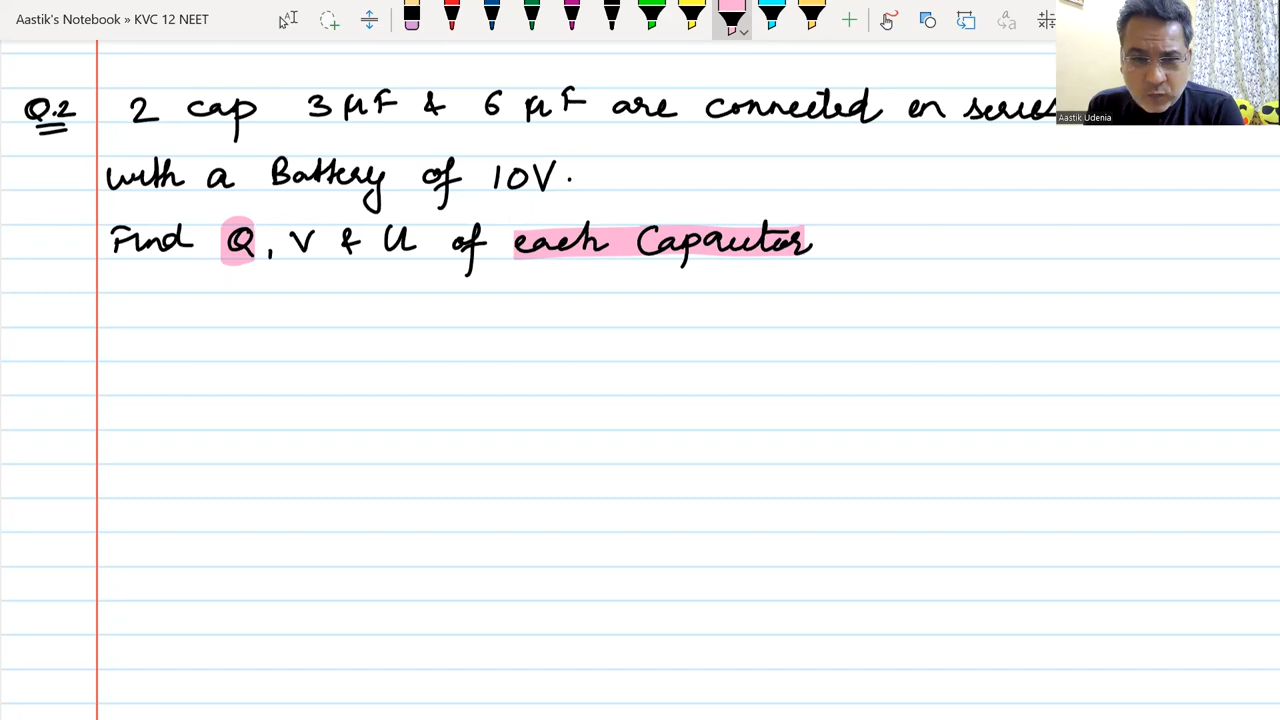 Aastik's Notebook » KVC 12 NEET
Q.2 2 cap 3 μF & 6 μF are connected in series
with a Battery of 10V.
Find Q, V & U of each Capacitor
Aastik Udenia